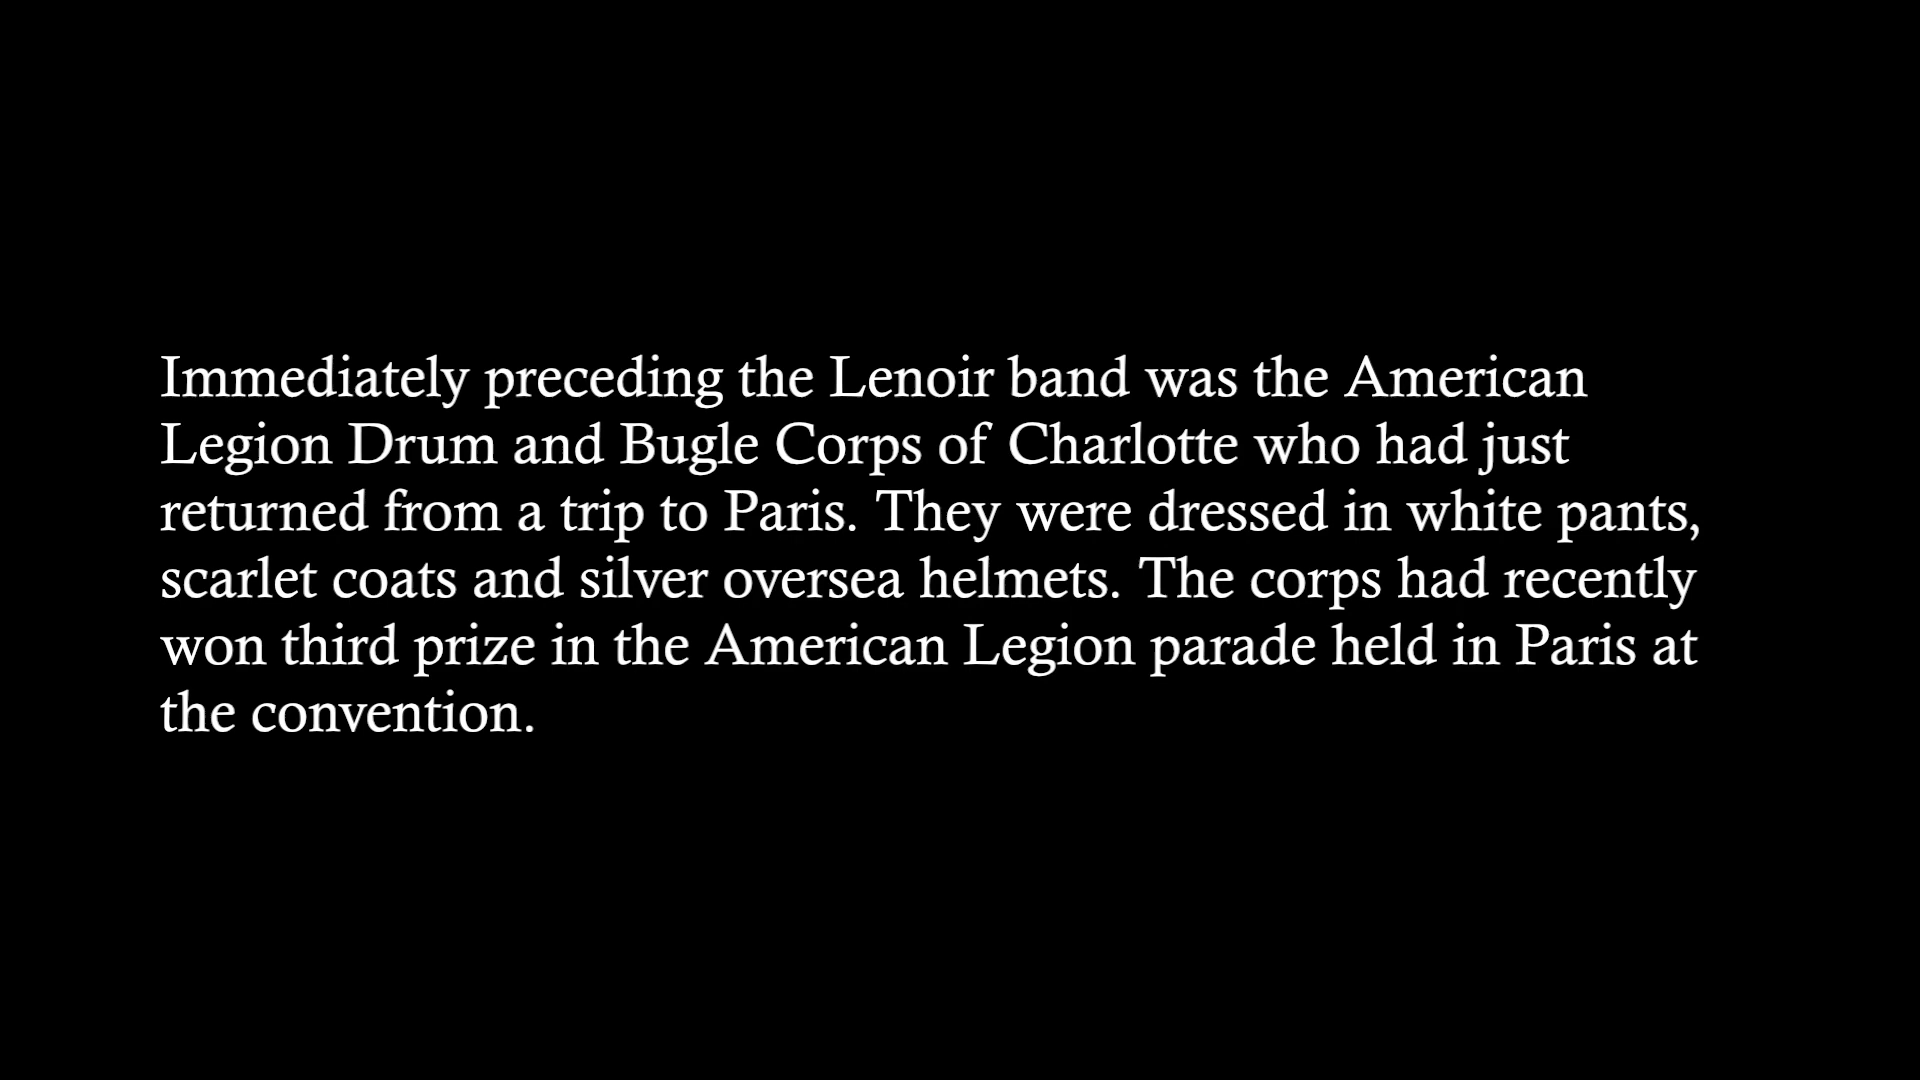 Immediately preceding the Lenoir band was the American
Legion Drum and Bugle Corps of Charlotte who had just
returned from a trip to Paris. They were dressed in white pants,
scarlet coats and silver oversea helmets. The corps had recently
won third prize in the American Legion parade held in Paris at
the convention.